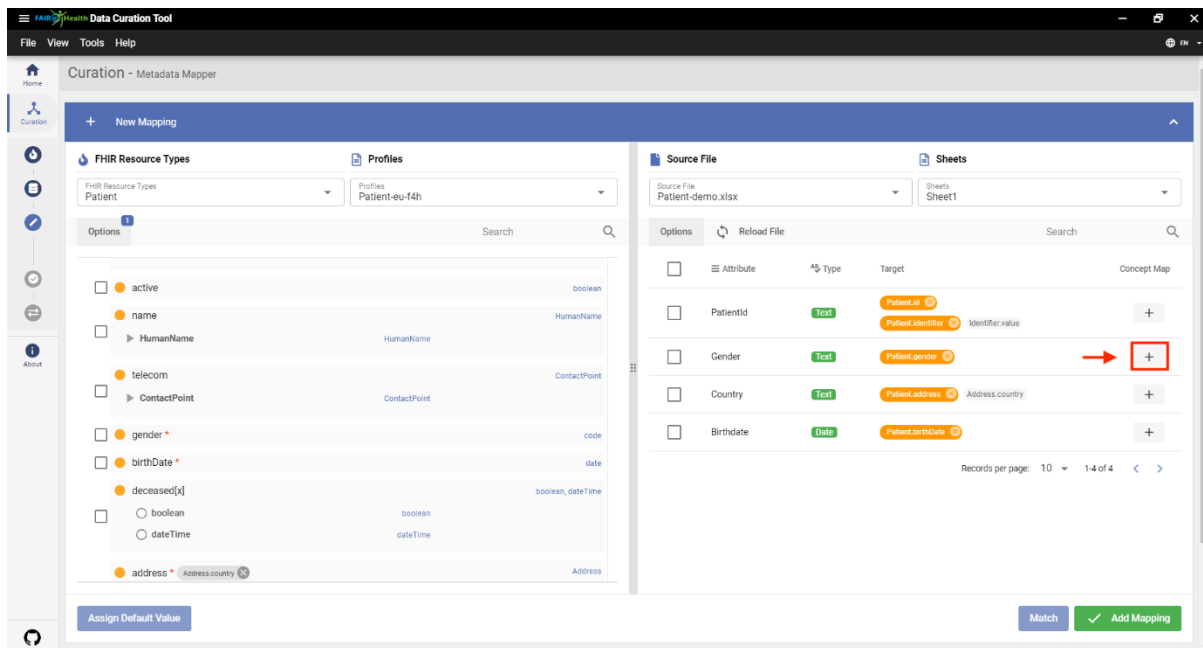 FAIR4Health Data Curation Tool
File View Tools Help
EN
Home
Curation - Metadata Mapper
Curation
+ New Mapping
FHIR Resource Types
Profiles
Source File
Sheets
FHIR Resource Types
Patient
Profiles
Patient-eu-f4h
Source File
Patient-demo.xlsx
Sheets
Sheet1
Options 1
Search
Options
Reload File
Search
active boolean
name HumanName
HumanName HumanName
telecom ContactPoint
ContactPoint ContactPoint
gender * code
birthDate * date
deceased[x] boolean, dateTime
boolean boolean
dateTime dateTime
address * Address.country Address
Attribute Type Target Concept Map
PatientId Text Patient.id +
Patient.identifier Identifier.value
Gender Text Patient.gender +
Country Text Patient.address Address.country +
Birthdate Date Patient.birthDate +
Records per page: 10 1-4 of 4 < >
About
Assign Default Value
Match
Add Mapping